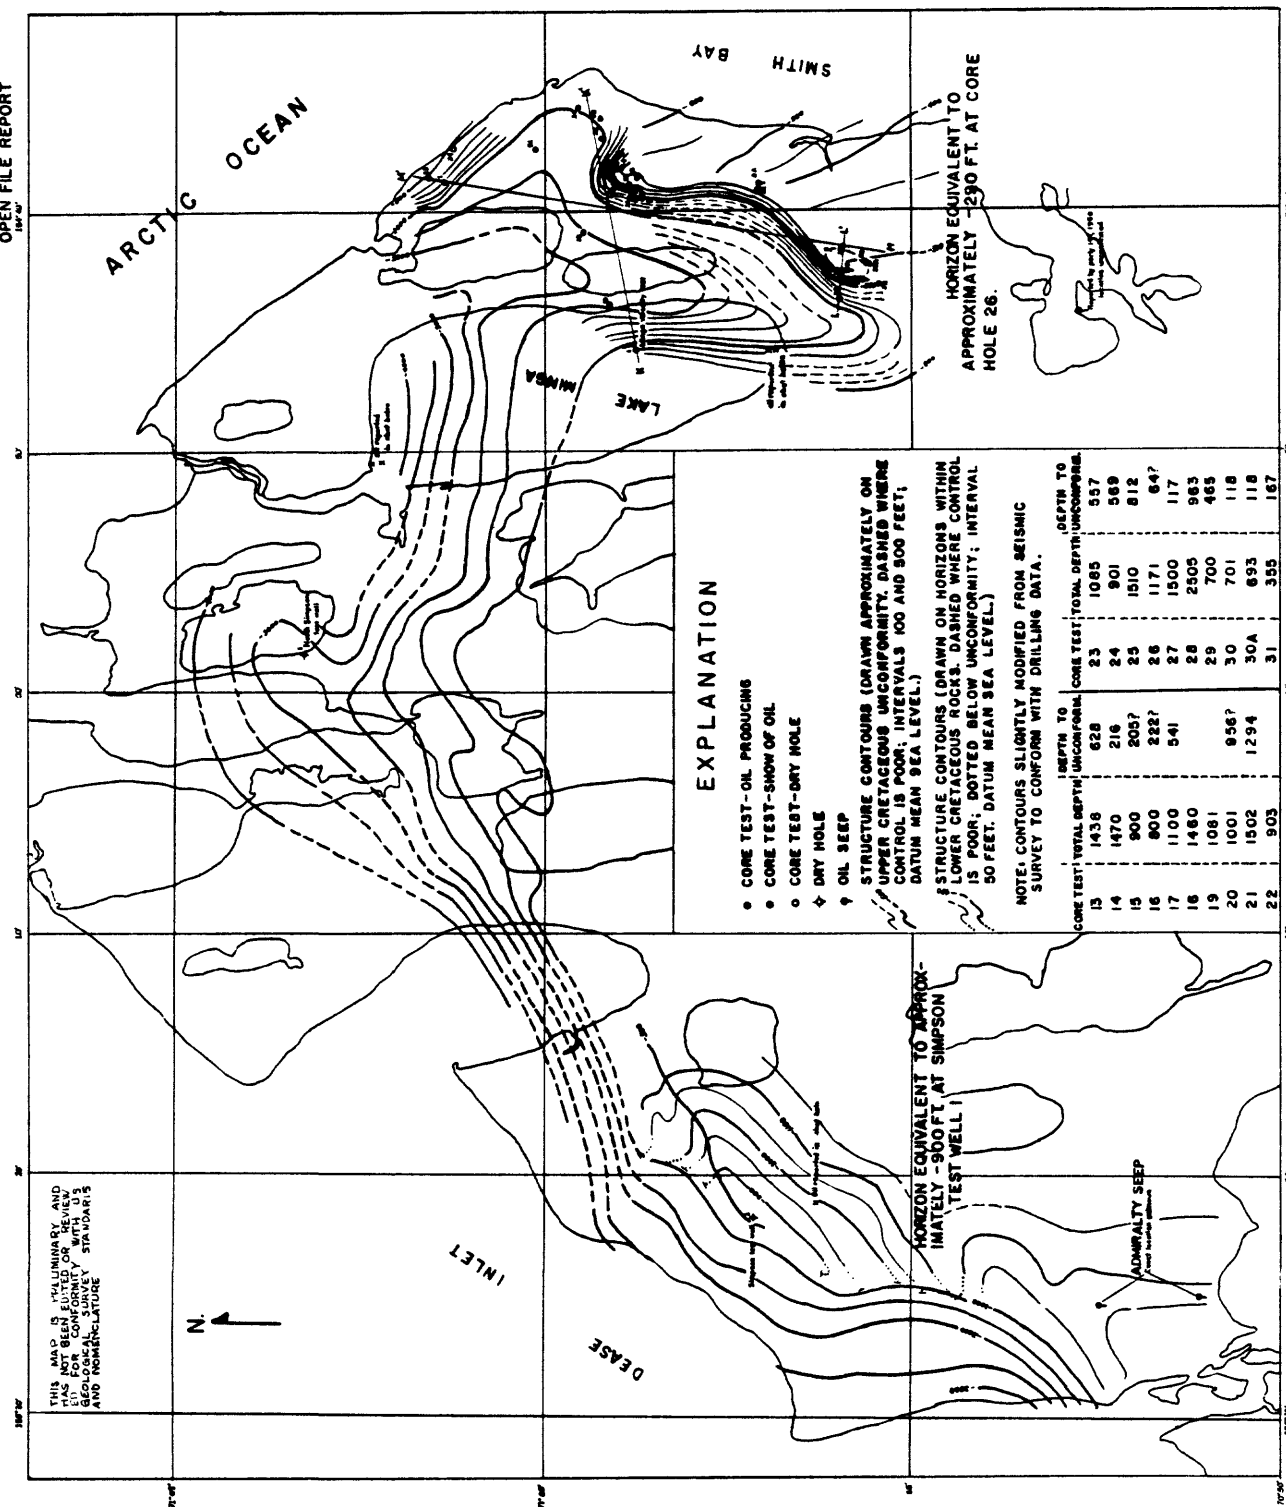 OPEN FILE REPORT
THIS MAP IS PRELIMINARY AND
HAS NOT BEEN EDITED OR REVIEW
ED FOR CONFORMITY WITH US
GEOLOGICAL SURVEY STANDARDS
AND NOMENCLATURE
N.
ARCTIC OCEAN
SMITH BAY
LAKE MINGA
DEASE INLET
HORIZON EQUIVALENT TO
APPROXIMATELY -290 FT. AT CORE
HOLE 26.
HORIZON EQUIVALENT TO APPROX-
IMATELY -900 FT. AT SIMPSON
TEST WELL 1
ADMIRALTY SEEP
EXPLANATION
CORE TEST-OIL PRODUCING
CORE TEST-SHOW OF OIL
CORE TEST-DRY HOLE
DRY HOLE
OIL SEEP
STRUCTURE CONTOURS (DRAWN APPROXIMATELY ON
UPPER CRETACEOUS UNCONFORMITY. DASHED WHERE
CONTROL IS POOR; INTERVALS 100 AND 500 FEET;
DATUM MEAN SEA LEVEL.)
STRUCTURE CONTOURS (DRAWN ON HORIZONS WITHIN
LOWER CRETACEOUS ROCKS. DASHED WHERE CONTROL
IS POOR; DOTTED BELOW UNCONFORMITY; INTERVAL
50 FEET. DATUM MEAN SEA LEVEL.)
NOTE: CONTOURS SLIGHTLY MODIFIED FROM SEISMIC
SURVEY TO CONFORM WITH DRILLING DATA.
CORE TEST TOTAL DEPTH DEPTH TO UNCONFORM. CORE TEST TOTAL DEPTH DEPTH TO UNCONFORM.
13 1438 628 23 1085 557
14 1470 216 24 901 569
15 900 205? 25 1510 812
16 800 222? 26 1171 64?
17 1100 541 27 1500 117
18 1460 28 2505 963
19 1061 29 700 465
20 1001 856? 30 701 118
21 1502 1294 30A 693 118
22 903 31 355 167